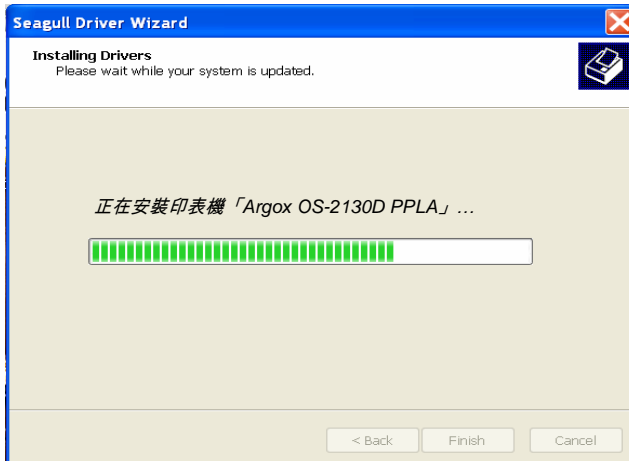 Seagull Driver Wizard
Installing Drivers
Please wait while your system is updated.
正在安裝印表機「Argox OS-2130D PPLA」…
< Back
Finish
Cancel